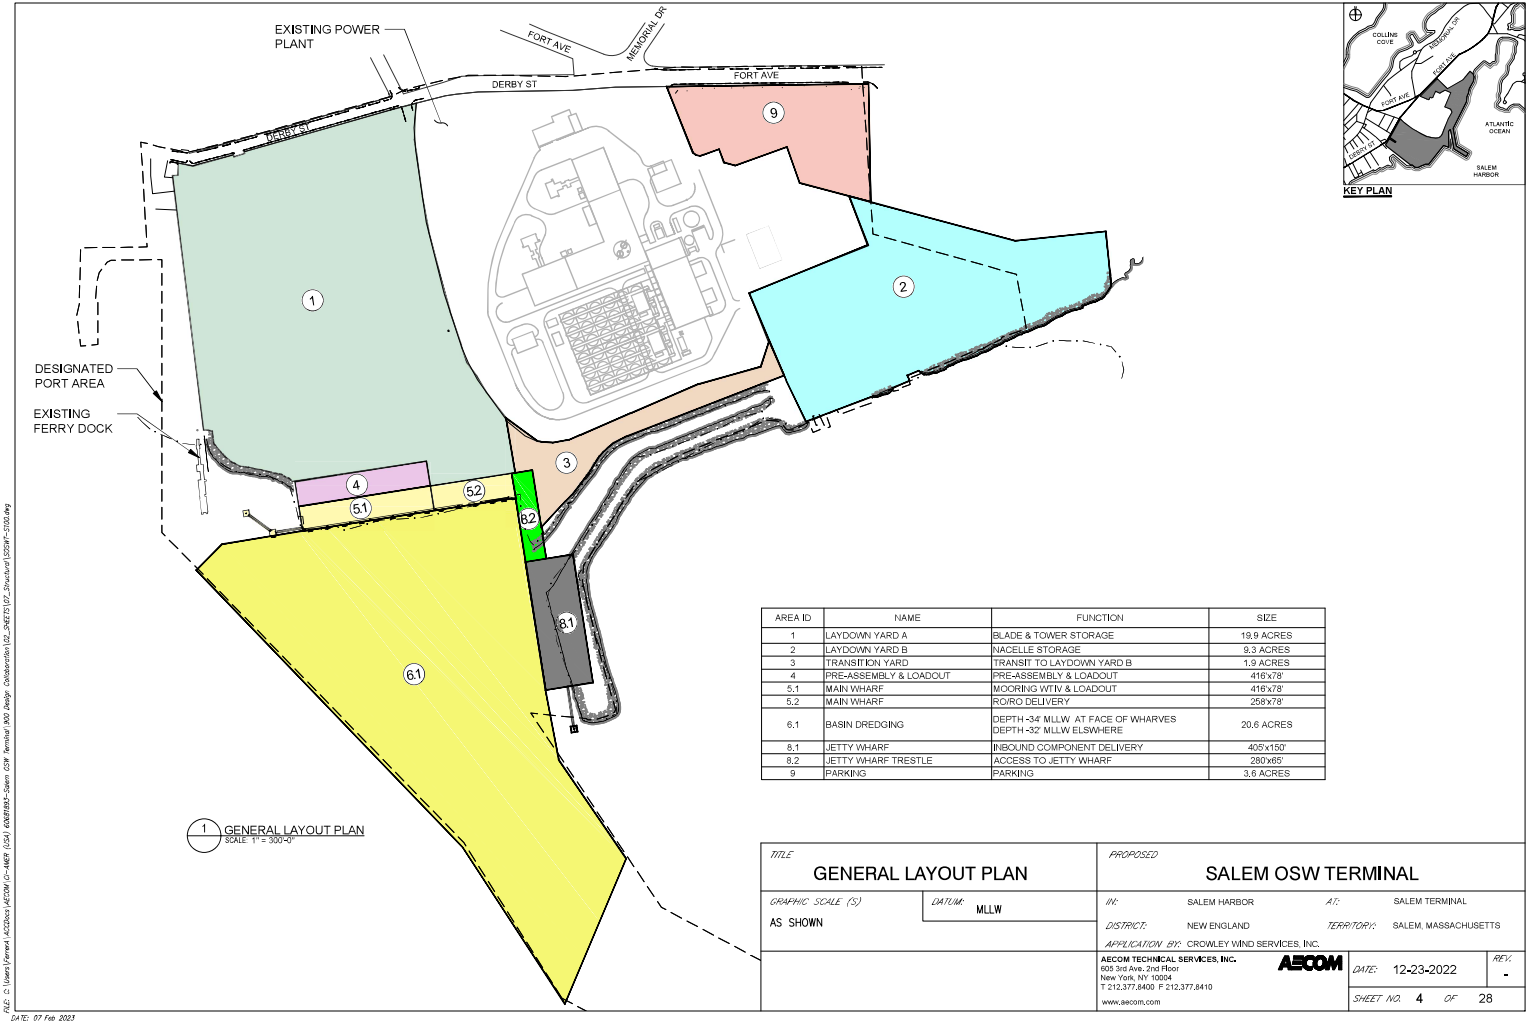 EXISTING POWER
PLANT
FORT AVE
MEMORIAL DR
DERBY ST
FORT AVE
DERBY ST
9
1
2
DESIGNATED
PORT AREA
EXISTING
FERRY DOCK
3
4
5.1
5.2
8.2
8.1
6.1
COLLINS
COVE
MEMORIAL DR
FORT AVE
FORT AVE
DERBY ST
ATLANTIC
OCEAN
SALEM
HARBOR
KEY PLAN
AREA ID NAME FUNCTION SIZE
1 LAYDOWN YARD A BLADE & TOWER STORAGE 19.9 ACRES
2 LAYDOWN YARD B NACELLE STORAGE 9.3 ACRES
3 TRANSITION YARD TRANSIT TO LAYDOWN YARD B 1.9 ACRES
4 PRE-ASSEMBLY & LOADOUT PRE-ASSEMBLY & LOADOUT 416'x78'
5.1 MAIN WHARF MOORING WTIV & LOADOUT 416'x78'
5.2 MAIN WHARF RO/RO DELIVERY 258'x78'
6.1 BASIN DREDGING DEPTH -34' MLLW AT FACE OF WHARVES
DEPTH -32' MLLW ELSWHERE 20.6 ACRES
8.1 JETTY WHARF INBOUND COMPONENT DELIVERY 405'x150'
8.2 JETTY WHARF TRESTLE ACCESS TO JETTY WHARF 280'x65'
9 PARKING PARKING 3.6 ACRES
1 GENERAL LAYOUT PLAN
SCALE: 1" = 300'-0"
TITLE
GENERAL LAYOUT PLAN
GRAPHIC SCALE (S)
AS SHOWN
DATUM: MLLW
PROPOSED
SALEM OSW TERMINAL
IN: SALEM HARBOR AT: SALEM TERMINAL
DISTRICT: NEW ENGLAND TERRITORY: SALEM, MASSACHUSETTS
APPLICATION BY: CROWLEY WIND SERVICES, INC.
AECOM TECHNICAL SERVICES, INC.
605 3rd Ave. 2nd Floor
New York, NY 10004
T 212.377.8400 F 212.377.8410
www.aecom.com
AECOM
DATE: 12-23-2022
REV.
-
SHEET NO. 4 OF 28
DATE: 07 Feb 2023